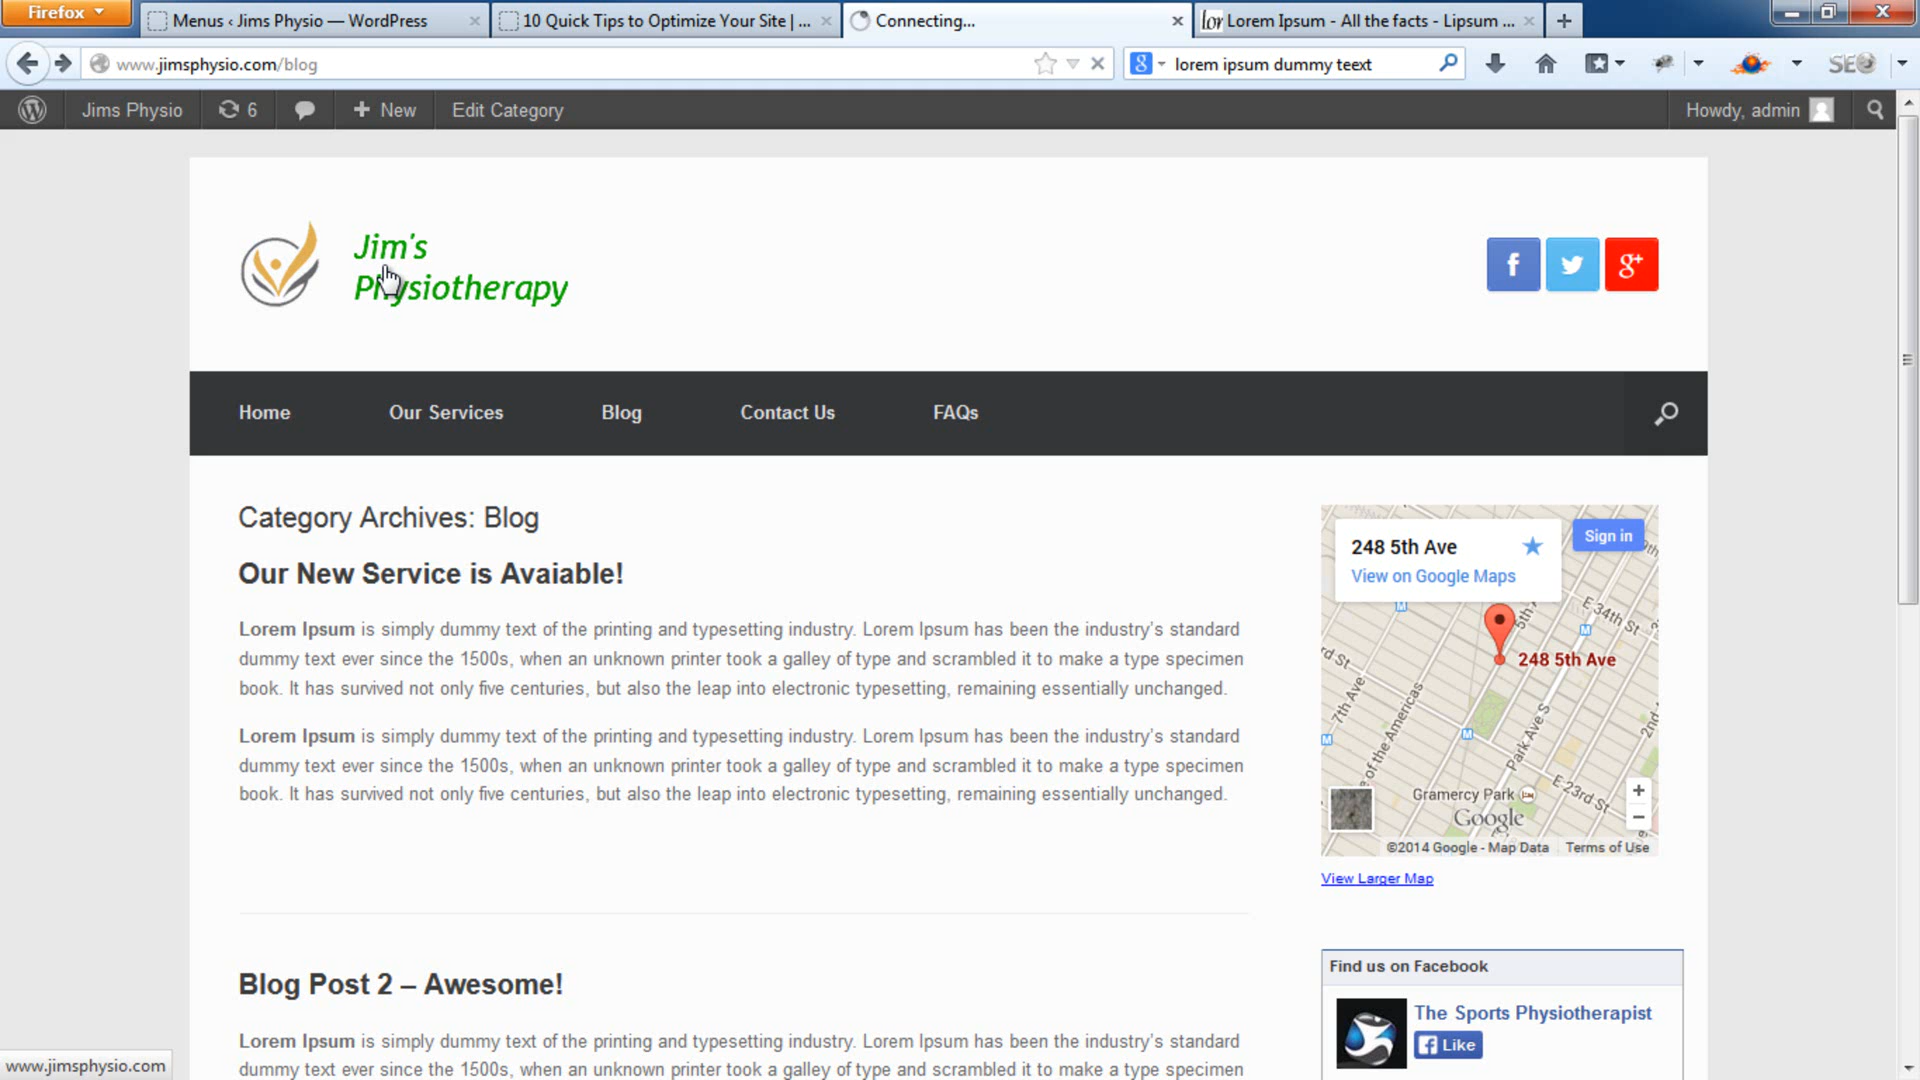 Firefox
Menus ‹ Jims Physio — WordPress
10 Quick Tips to Optimize Your Site | ...
Connecting...
lor Lorem Ipsum - All the facts - Lipsum ...
www.jimsphysio.com/blog
8 lorem ipsum dummy teext
SEO
Jims Physio
6
+ New
Edit Category
Howdy, admin
Jim's
Physiotherapy
f
g+
Home
Our Services
Blog
Contact Us
FAQs
Category Archives: Blog
Our New Service is Avaiable!
Lorem Ipsum is simply dummy text of the printing and typesetting industry. Lorem Ipsum has been the industry's standard
dummy text ever since the 1500s, when an unknown printer took a galley of type and scrambled it to make a type specimen
book. It has survived not only five centuries, but also the leap into electronic typesetting, remaining essentially unchanged.
Lorem Ipsum is simply dummy text of the printing and typesetting industry. Lorem Ipsum has been the industry's standard
dummy text ever since the 1500s, when an unknown printer took a galley of type and scrambled it to make a type specimen
book. It has survived not only five centuries, but also the leap into electronic typesetting, remaining essentially unchanged.
Blog Post 2 – Awesome!
Lorem Ipsum is simply dummy text of the printing and typesetting industry. Lorem Ipsum has been the industry's standard
dummy text ever since the 1500s, when an unknown printer took a galley of type and scrambled it to make a type specimen
248 5th Ave
View on Google Maps
Sign in
E 34th St
5th
248 5th Ave
rd St
7th Ave
of the Americas
Park Ave S
2nd
M
M
M
M
Gramercy Park
E 23rd St
Google
+
−
©2014 Google - Map Data
Terms of Use
View Larger Map
Find us on Facebook
The Sports Physiotherapist
f Like
www.jimsphysio.com